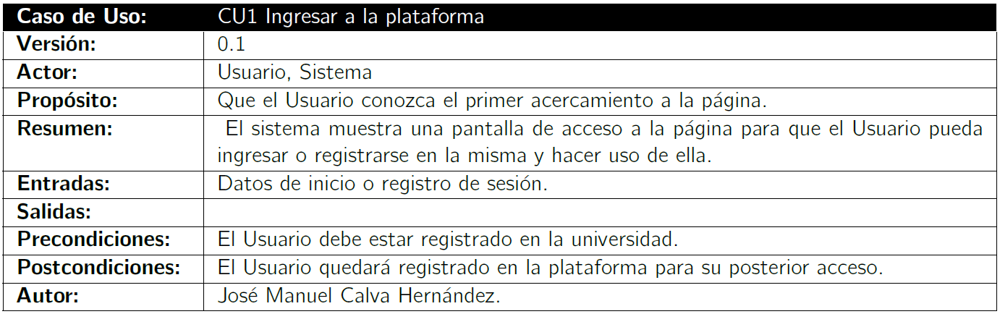 Caso de Uso: CU1 Ingresar a la plataforma
Versión: 0.1
Actor: Usuario, Sistema
Propósito: Que el Usuario conozca el primer acercamiento a la página.
Resumen: El sistema muestra una pantalla de acceso a la página para que el Usuario pueda
ingresar o registrarse en la misma y hacer uso de ella.
Entradas: Datos de inicio o registro de sesión.
Salidas:
Precondiciones: El Usuario debe estar registrado en la universidad.
Postcondiciones: El Usuario quedará registrado en la plataforma para su posterior acceso.
Autor: José Manuel Calva Hernández.